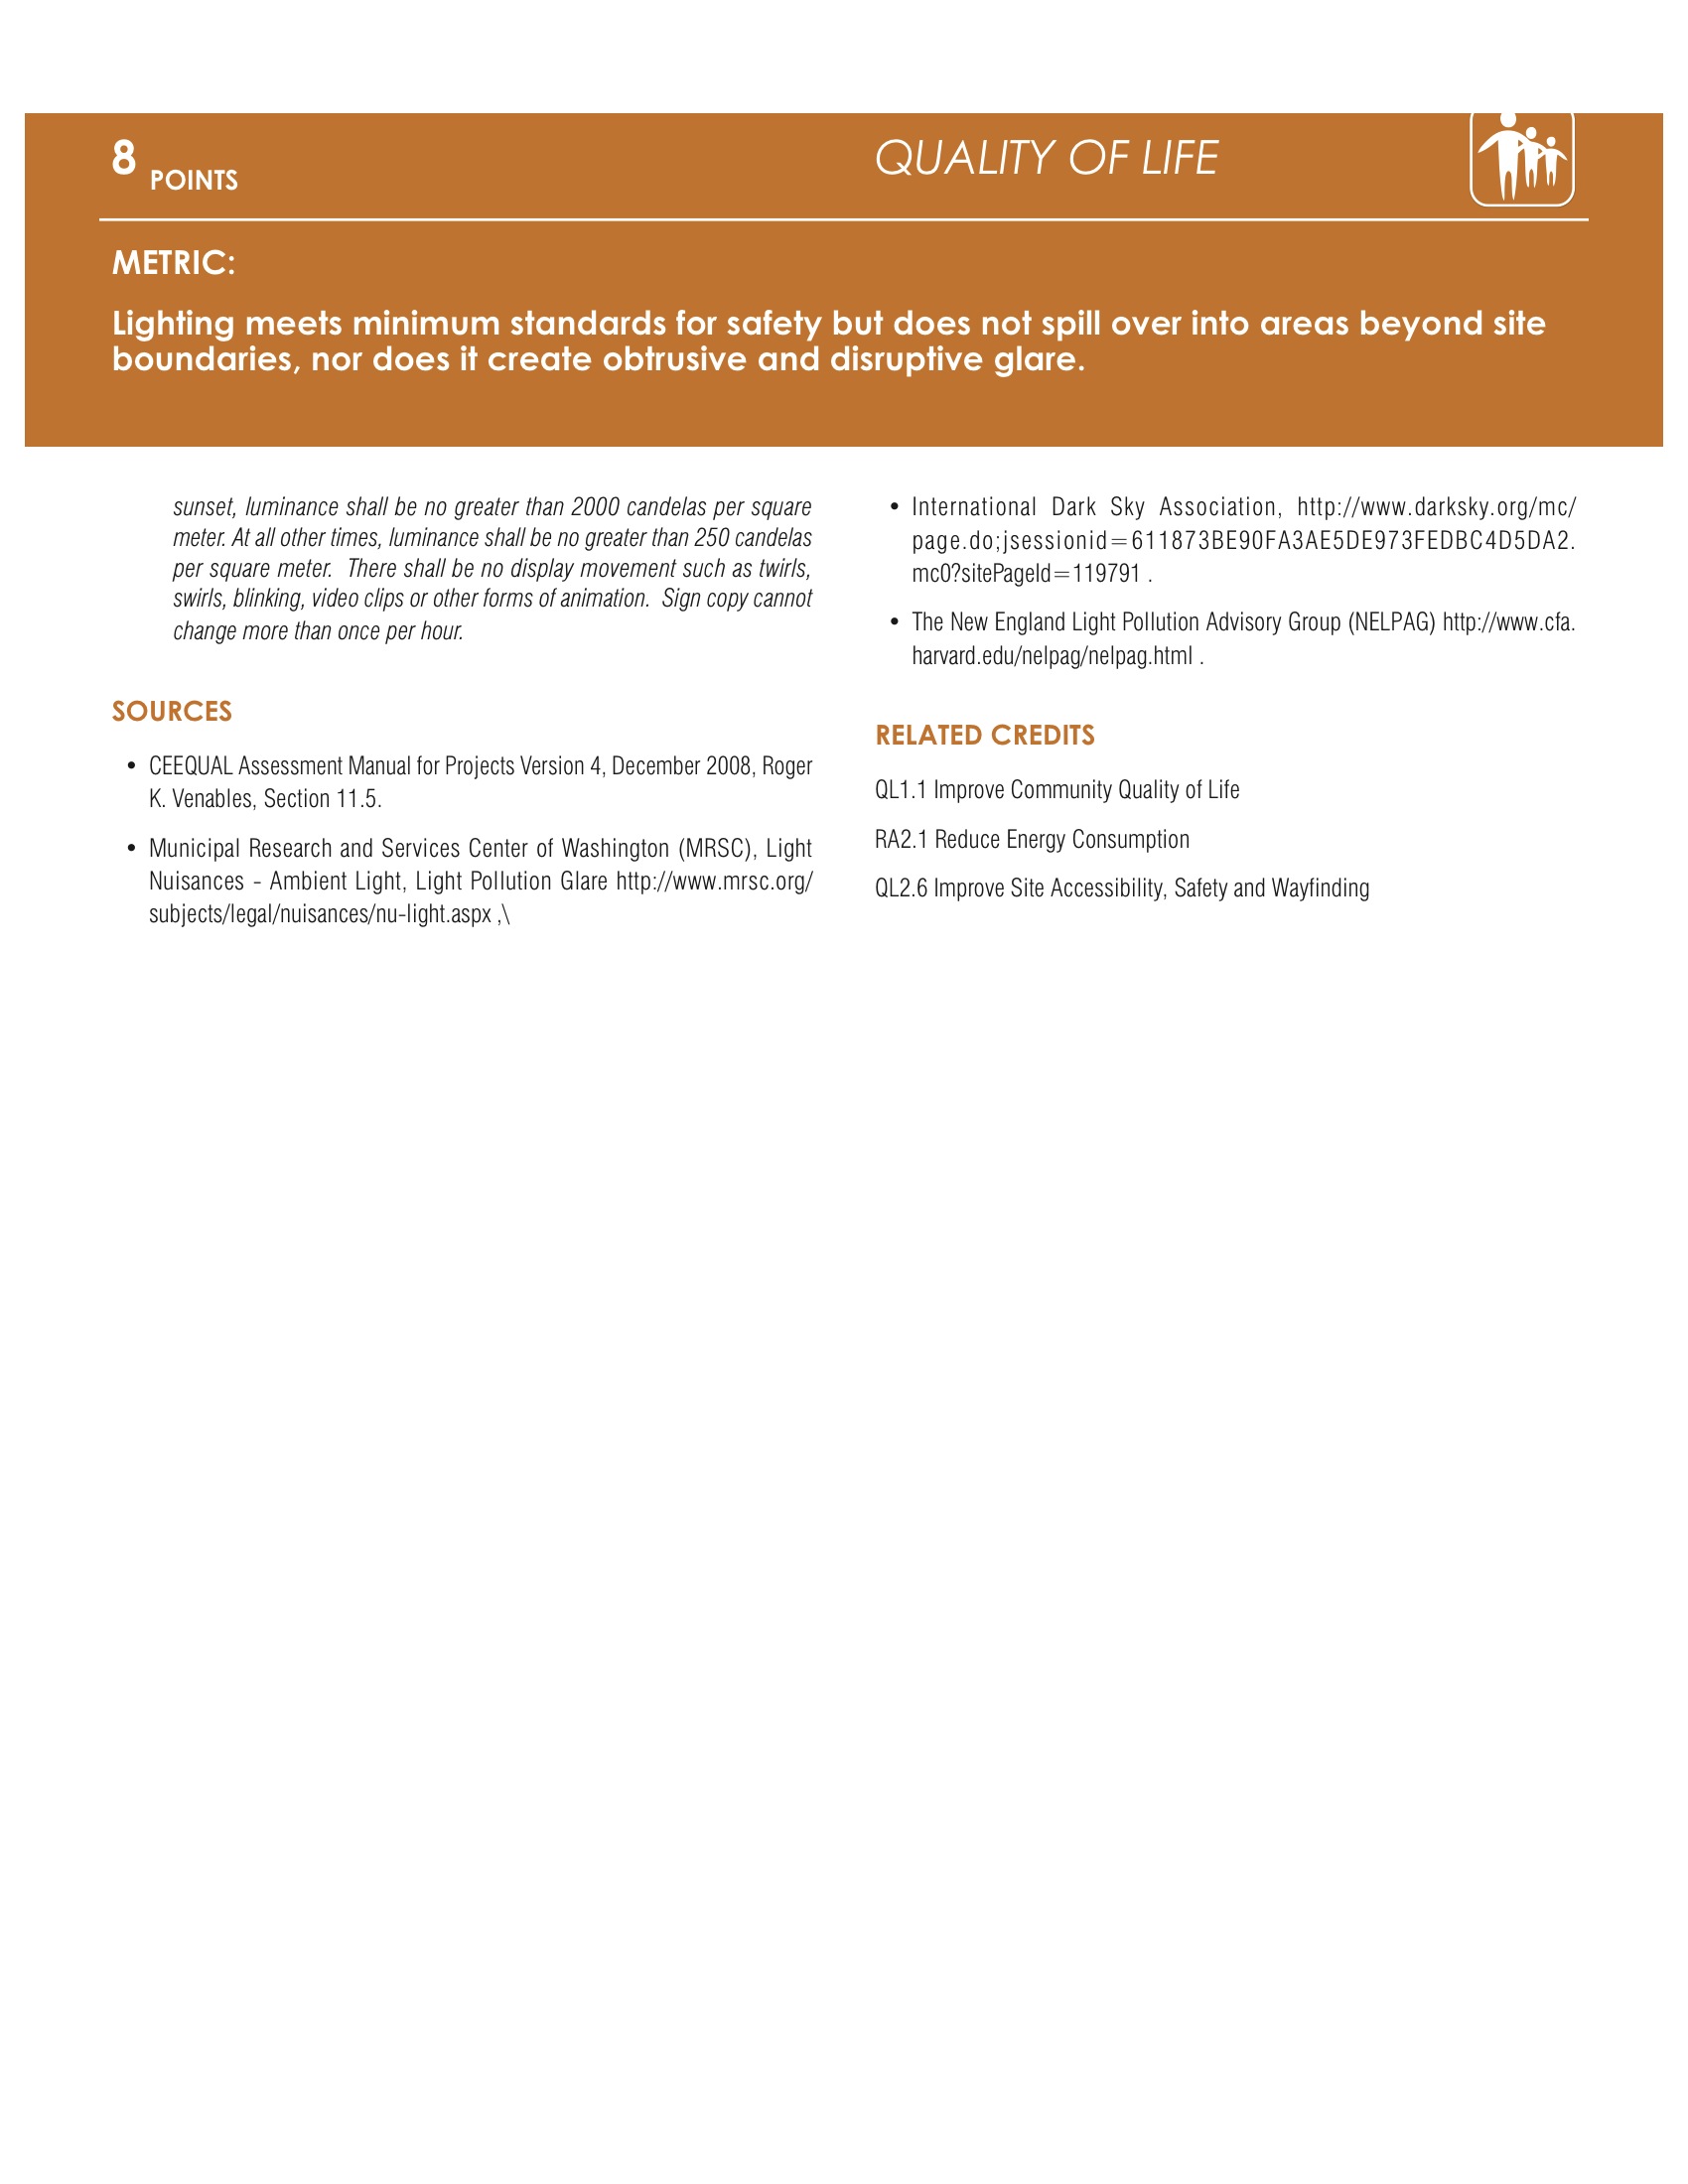 8 POINTS
QUALITY OF LIFE
METRIC:
Lighting meets minimum standards for safety but does not spill over into areas beyond site
boundaries, nor does it create obtrusive and disruptive glare.
sunset, luminance shall be no greater than 2000 candelas per square
meter. At all other times, luminance shall be no greater than 250 candelas
per square meter.  There shall be no display movement such as twirls,
swirls, blinking, video clips or other forms of animation.  Sign copy cannot
change more than once per hour.
SOURCES
• CEEQUAL Assessment Manual for Projects Version 4, December 2008, Roger
K. Venables, Section 11.5.
• Municipal Research and Services Center of Washington (MRSC), Light
Nuisances - Ambient Light, Light Pollution Glare http://www.mrsc.org/
subjects/legal/nuisances/nu-light.aspx ,\
• International Dark Sky Association, http://www.darksky.org/mc/
page.do;jsessionid=611873BE90FA3AE5DE973FEDBC4D5DA2.
mc0?sitePageId=119791 .
• The New England Light Pollution Advisory Group (NELPAG) http://www.cfa.
harvard.edu/nelpag/nelpag.html .
RELATED CREDITS
QL1.1 Improve Community Quality of Life
RA2.1 Reduce Energy Consumption
QL2.6 Improve Site Accessibility, Safety and Wayfinding